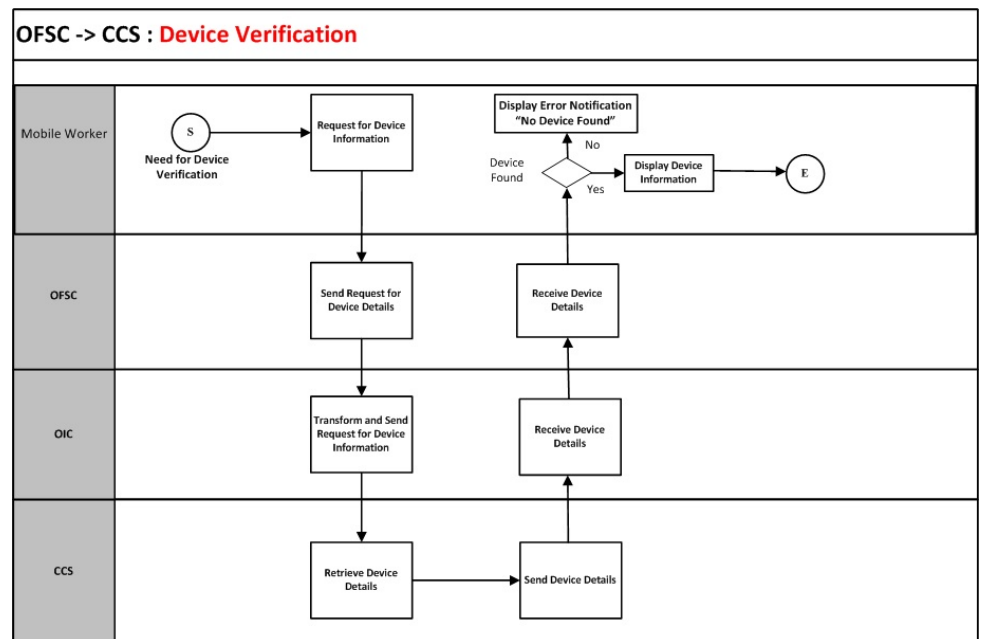 OFSC -> CCS : Device Verification
Mobile Worker
S
Need for Device
Verification
Request for Device
Information
Display Error Notification
“No Device Found”
No
Device
Found
Yes
Display Device
Information
E
OFSC
Send Request for
Device Details
Receive Device
Details
OIC
Transform and Send
Request for Device
Information
Receive Device
Details
CCS
Retrieve Device
Details
Send Device Details